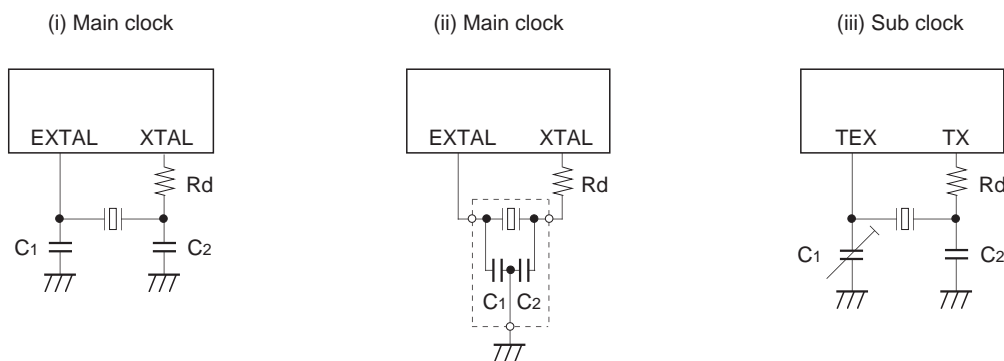 (i) Main clock
EXTAL XTAL
Rd
C1 C2
(ii) Main clock
EXTAL XTAL
Rd
C1 C2
(iii) Sub clock
TEX TX
Rd
C1 C2